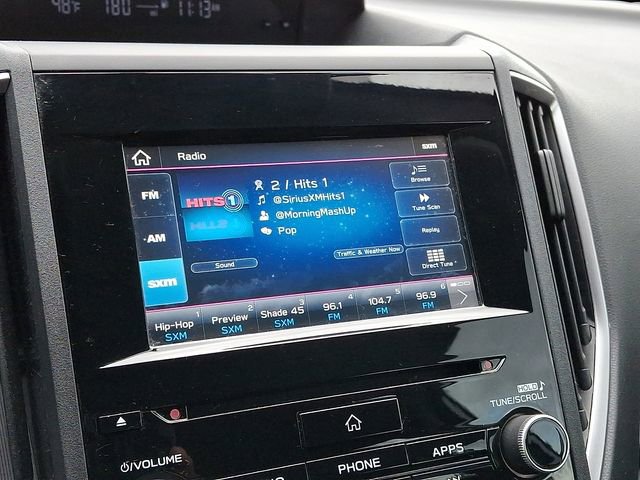 48°F 180 11:13
Radio
sxm
FM
HITS 1
2 / Hits 1
Browse
@SiriusXMHits1
AM
@MorningMashUp
Tune Scan
Pop
Replay
Traffic & Weather Now
sxm
Sound
Direct Tune
1 2 3 4 5 6
Hip-Hop Preview Shade 45 96.1 104.7 96.9
SXM SXM SXM FM FM FM
HOLD
TUNE/SCROLL
VOLUME
PHONE
APPS